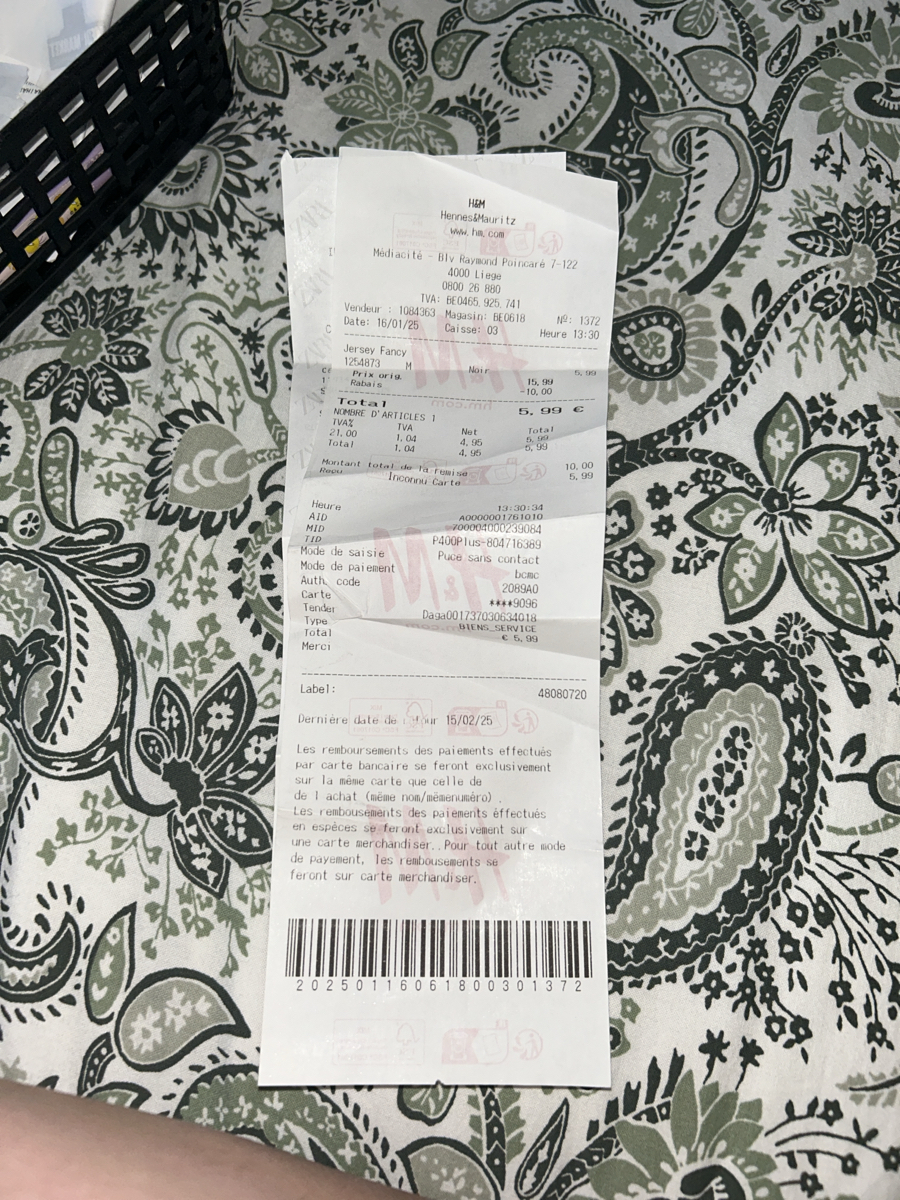 H&M
Hennes&Mauritz
www.hm.com
Médiacité - Blv Raymond Poincaré 7-122
4000 Liege
0800 26 880
TVA: BE0465.925.741
Vendeur : 1084363 Magasin: BE0618 Nº: 1372
Date: 16/01/25 Caisse: 03 Heure 13:30
Jersey Fancy
1254873 M Noir 5,99
Prix orig. 15,99
Rabais -10,00
Total 5,99 €
NOMBRE D'ARTICLES 1
TVA% TVA Net Total
21,00 1,04 4,95 5,99
Total 1,04 4,95 5,99
Montant total de la remise 10,00
Reçu Inconnu Carte 5,99
Heure 13:30:34
AID A0000001761010
MID 70004000239084
TID P400Plus-804716389
Mode de saisie Puce sans contact
Mode de paiement bcmc
Auth. code 2089A0
Carte ****9096
Tender Daga001737030634018
Type BIENS_SERVICE
Total € 5,99
Merci
Label: 48080720
Dernière date de our 15/02/25
Les remboursements des paiements effectués
par carte bancaire se feront exclusivement
sur la même carte que celle de
de l achat (même nom/mêmenuméro) .
Les rembousements des paiements èffectués
en espèces se feront exclusivement sur
une carte merchandiser. Pour tout autre mode
de payement, les rembousements se
feront sur carte merchandiser.
20250116061800301372